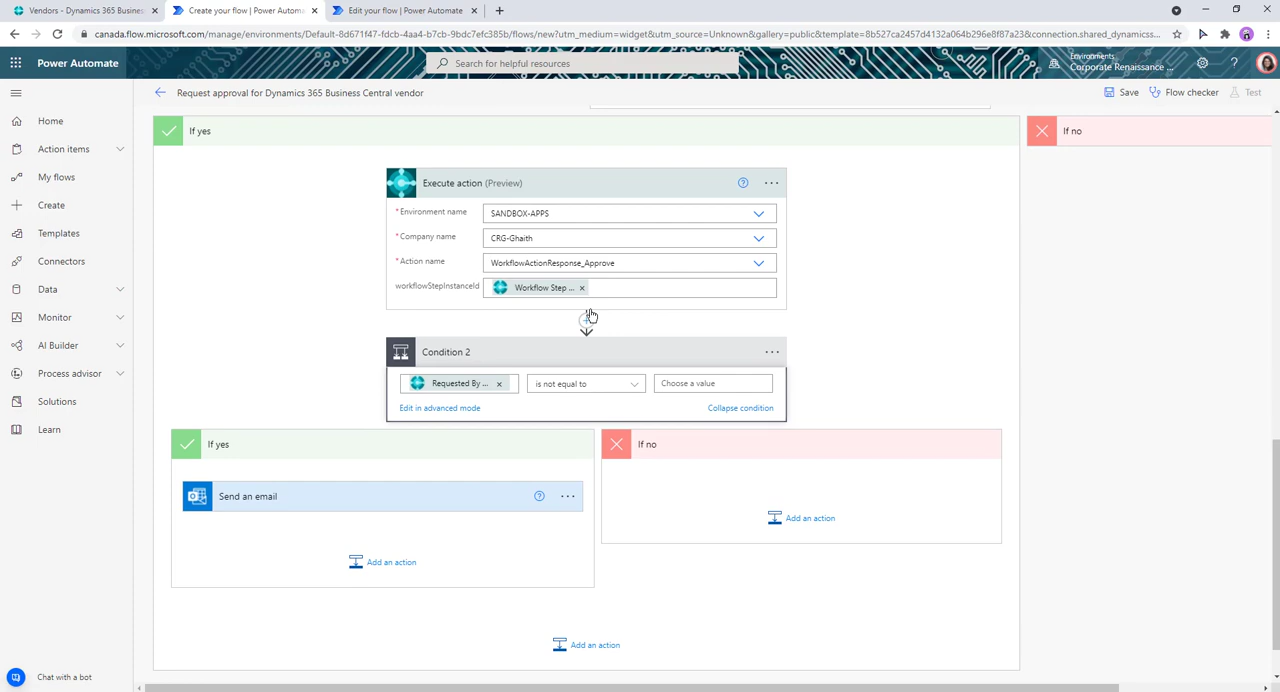 Vendors - Dynamics 365 Busines
Create your flow | Power Automa
Edit your flow | Power Automate
canada.flow.microsoft.com/manage/environments/Default-8d671f47-fdcb-4aa4-b7cb-9bdc7efc385b/flows/new?utm_medium=widget&utm_source=Unknown&gallery=public&template=8b527ca2457d4132a064b296e8f87a23&connection.shared_dynamicss...
Power Automate
Search for helpful resources
Environments
Corporate Renaissance ...
Request approval for Dynamics 365 Business Central vendor
Save
Flow checker
Test
Home
Action items
My flows
Create
Templates
Connectors
Data
Monitor
AI Builder
Process advisor
Solutions
Learn
Chat with a bot
If yes
If no
Execute action (Preview)
* Environment name
SANDBOX-APPS
* Company name
CRG-Ghaith
* Action name
WorkflowActionResponse_Approve
workflowStepInstanceId
Workflow Step ... ×
Condition 2
Requested By ... ×
is not equal to
Choose a value
Edit in advanced mode
Collapse condition
If yes
If no
Send an email
Add an action
Add an action
Add an action